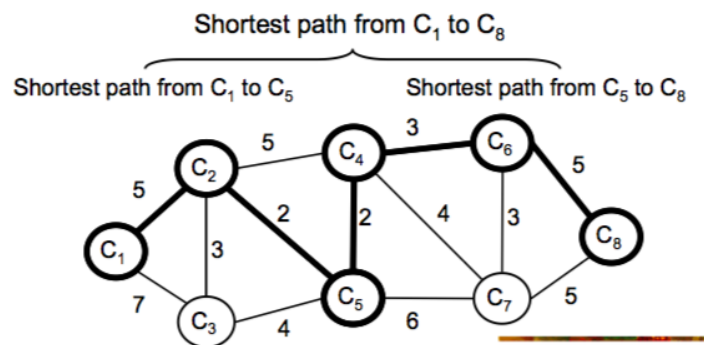 Shortest path from C₁ to C₈
Shortest path from C₁ to C₅ Shortest path from C₅ to C₈
5 C₄ 3 C₆
C₂ 5
5 2 2 4 3
C₁ 3 C₈
7 C₅ C₇ 5
C₃ 4 6